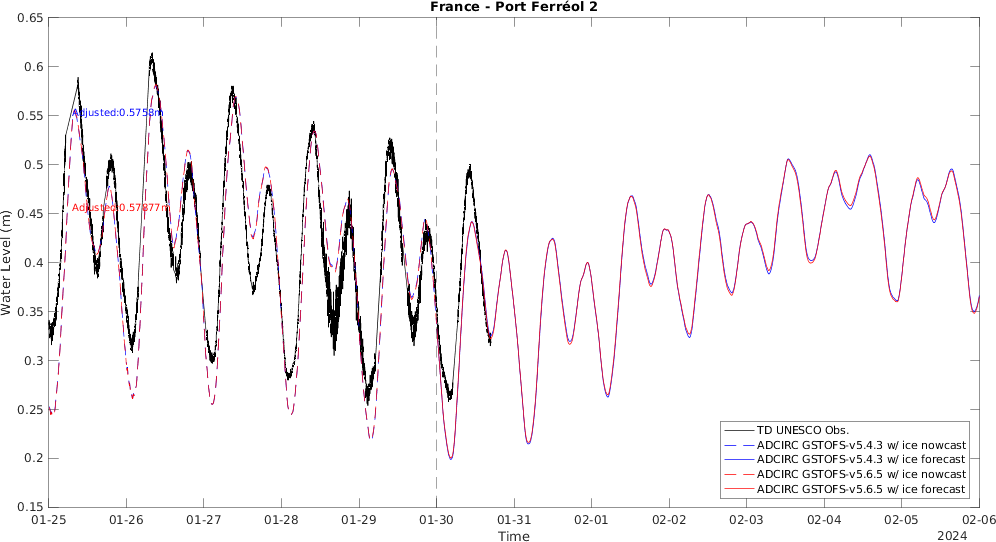 France - Port Ferréol 2
Water Level (m)
0.65
0.6
0.55
0.5
0.45
0.4
0.35
0.3
0.25
0.2
0.15
Adjusted:0.5758m
Adjusted:0.57877m
TD UNESCO Obs.
ADCIRC GSTOFS-v5.4.3 w/ ice nowcast
ADCIRC GSTOFS-v5.4.3 w/ ice forecast
ADCIRC GSTOFS-v5.6.5 w/ ice nowcast
ADCIRC GSTOFS-v5.6.5 w/ ice forecast
01-25 01-26 01-27 01-28 01-29 01-30 01-31 02-01 02-02 02-03 02-04 02-05 02-06
Time
2024